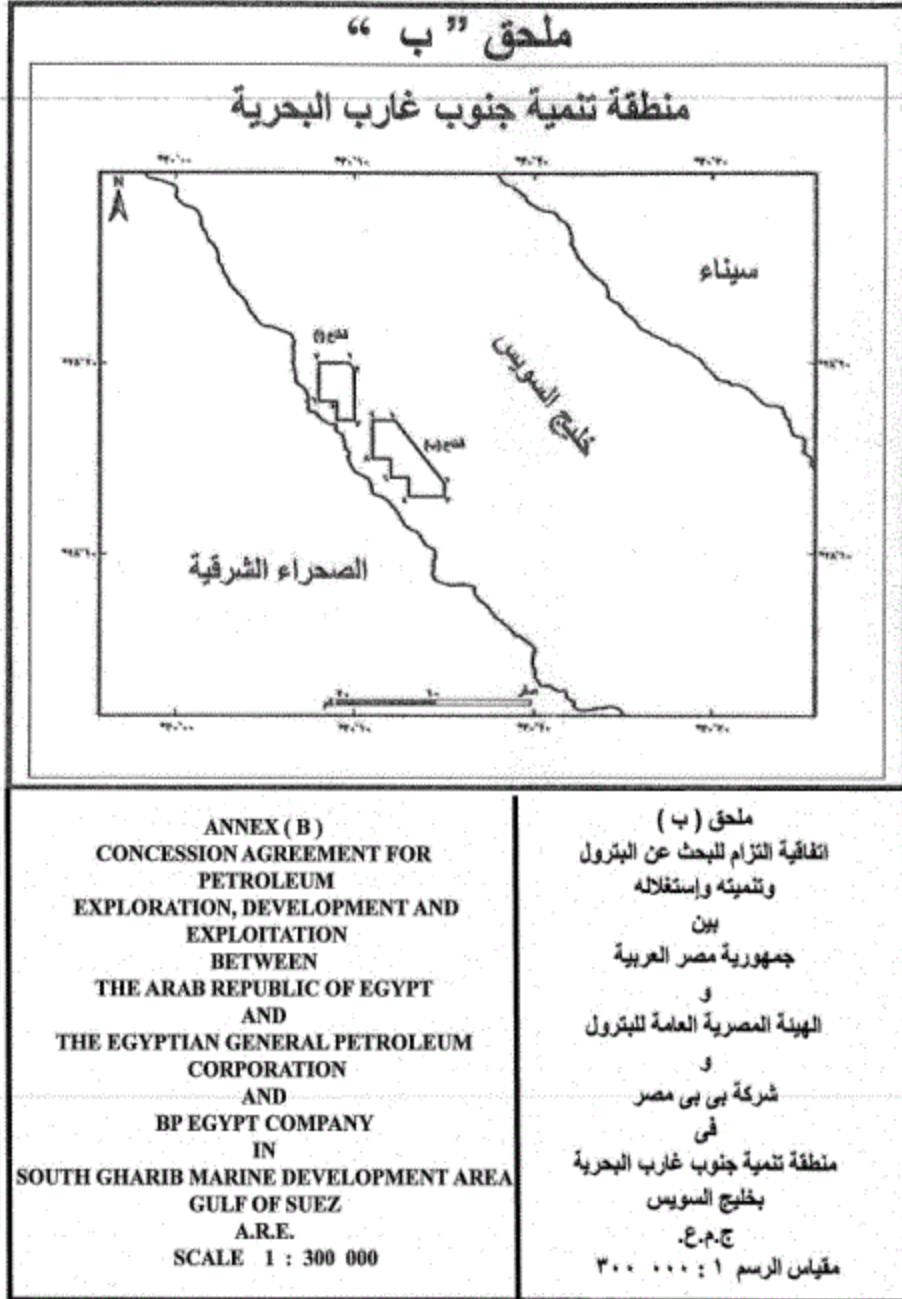 ملحق " ب "
منطقة تنمية جنوب غارب البحرية
N
سيناء
خليج السويس
قطاع (أ)
قطاع (ب)
الصحراء الشرقية
ANNEX ( B )
CONCESSION AGREEMENT FOR
PETROLEUM
EXPLORATION, DEVELOPMENT AND
EXPLOITATION
BETWEEN
THE ARAB REPUBLIC OF EGYPT
AND
THE EGYPTIAN GENERAL PETROLEUM
CORPORATION
AND
BP EGYPT COMPANY
IN
SOUTH GHARIB MARINE DEVELOPMENT AREA
GULF OF SUEZ
A.R.E.
SCALE 1 : 300 000
ملحق ( ب )
اتفاقية التزام للبحث عن البترول
وتنميته وإستغلاله
بين
جمهورية مصر العربية
و
الهيئة المصرية العامة للبترول
و
شركة بى بى مصر
فى
منطقة تنمية جنوب غارب البحرية
بخليج السويس
ج.م.ع.
مقياس الرسم ١ : ٠٠٠ ٣٠٠